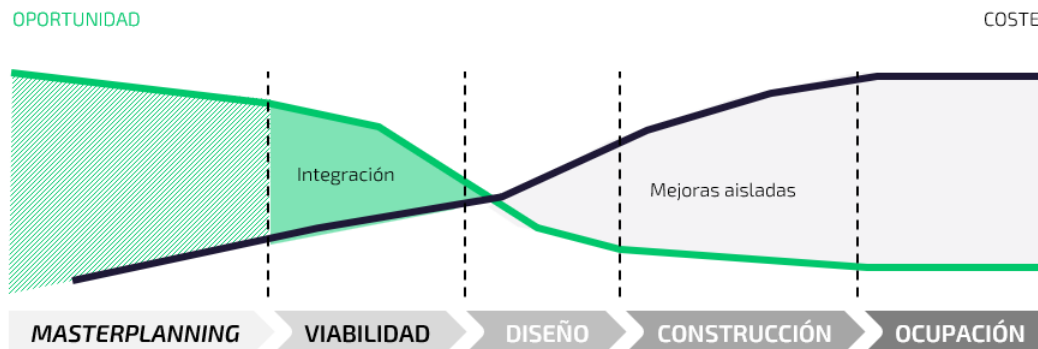 OPORTUNIDAD
COSTE
Integración
Mejoras aisladas
MASTERPLANNING
VIABILIDAD
DISEÑO
CONSTRUCCIÓN
OCUPACIÓN